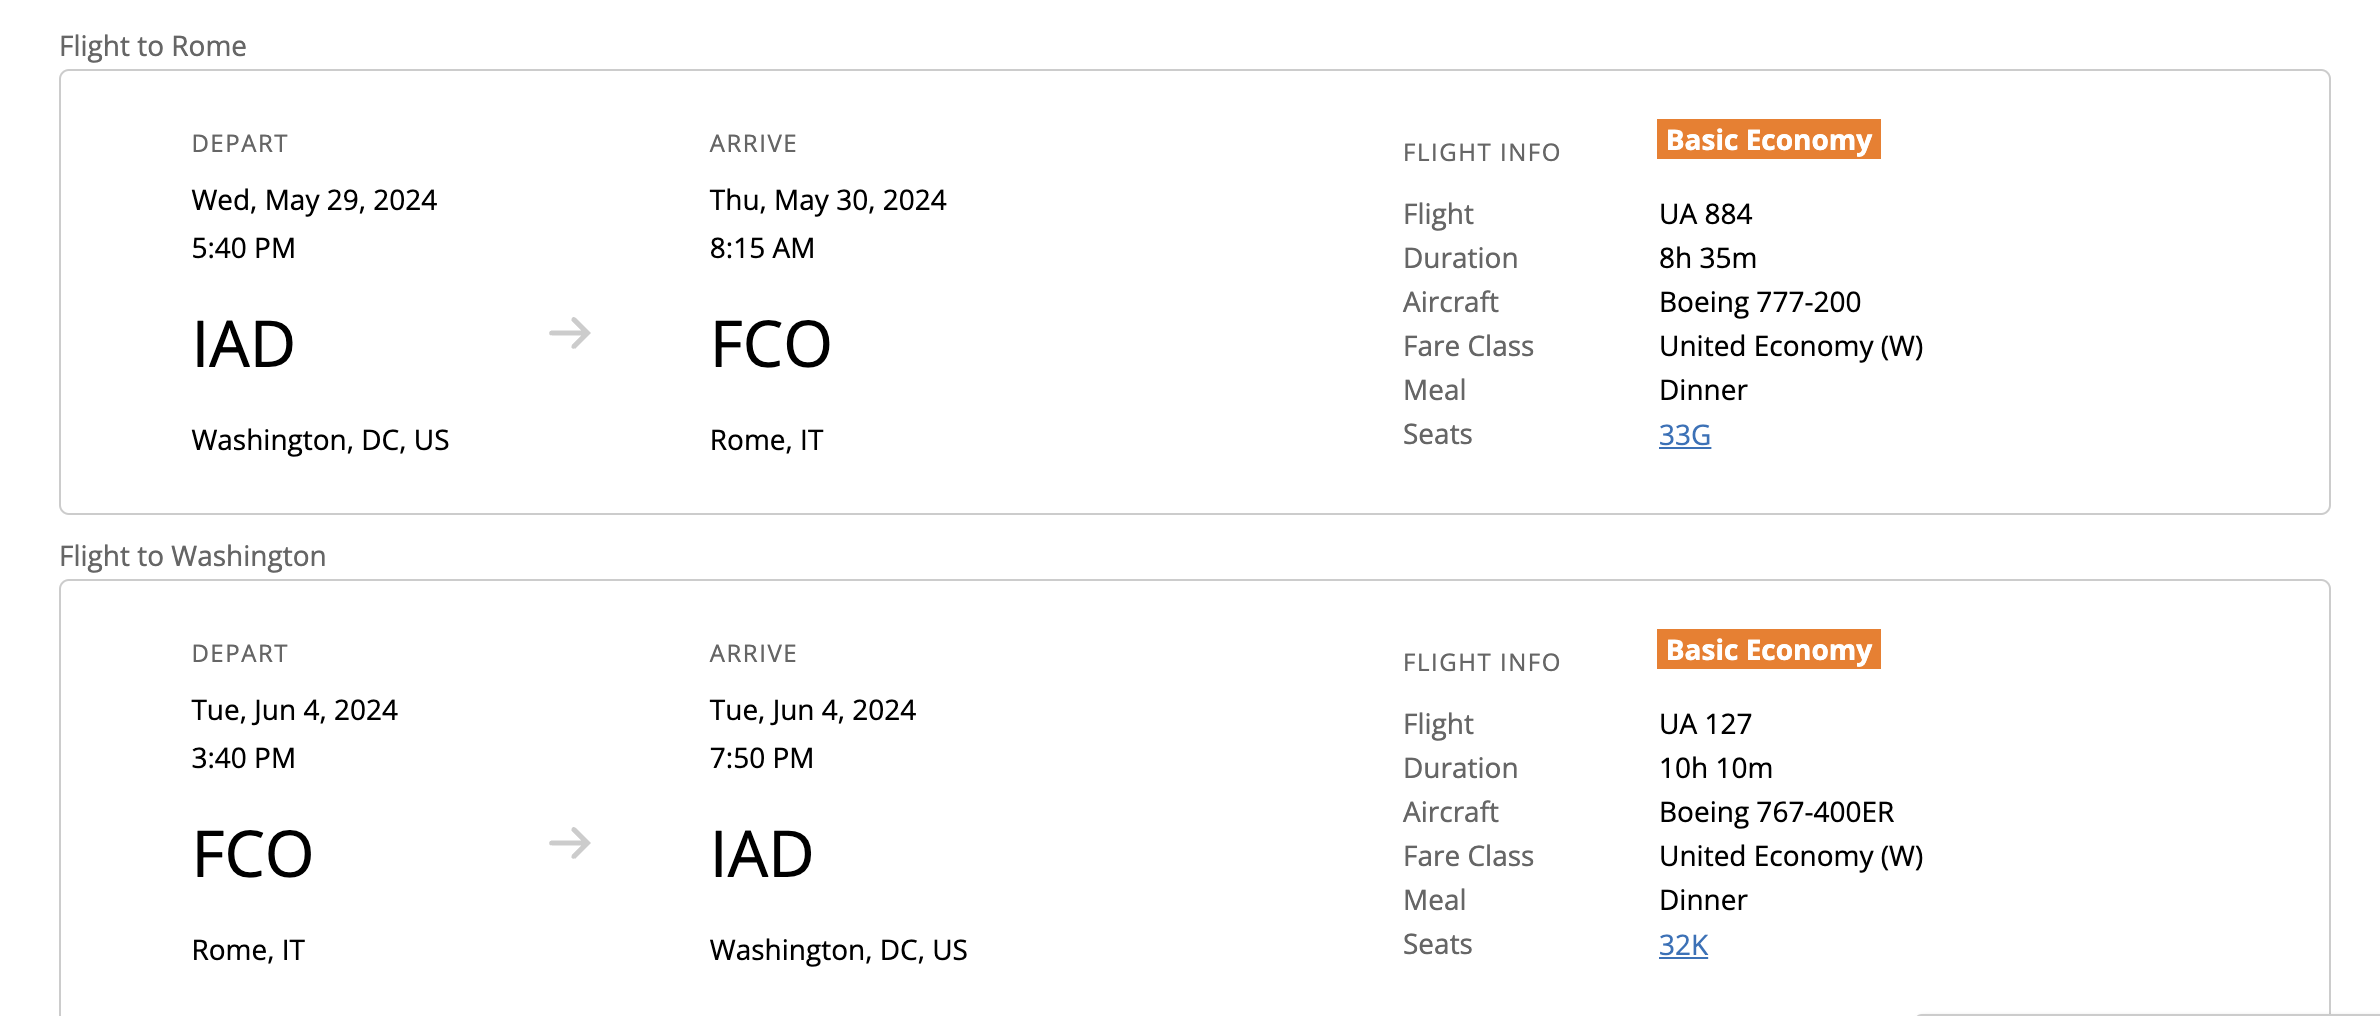 Flight to Rome
DEPART
Wed, May 29, 2024
5:40 PM
IAD
Washington, DC, US
ARRIVE
Thu, May 30, 2024
8:15 AM
FCO
Rome, IT
FLIGHT INFO Basic Economy
Flight UA 884
Duration 8h 35m
Aircraft Boeing 777-200
Fare Class United Economy (W)
Meal Dinner
Seats 33G
Flight to Washington
DEPART
Tue, Jun 4, 2024
3:40 PM
FCO
Rome, IT
ARRIVE
Tue, Jun 4, 2024
7:50 PM
IAD
Washington, DC, US
FLIGHT INFO Basic Economy
Flight UA 127
Duration 10h 10m
Aircraft Boeing 767-400ER
Fare Class United Economy (W)
Meal Dinner
Seats 32K